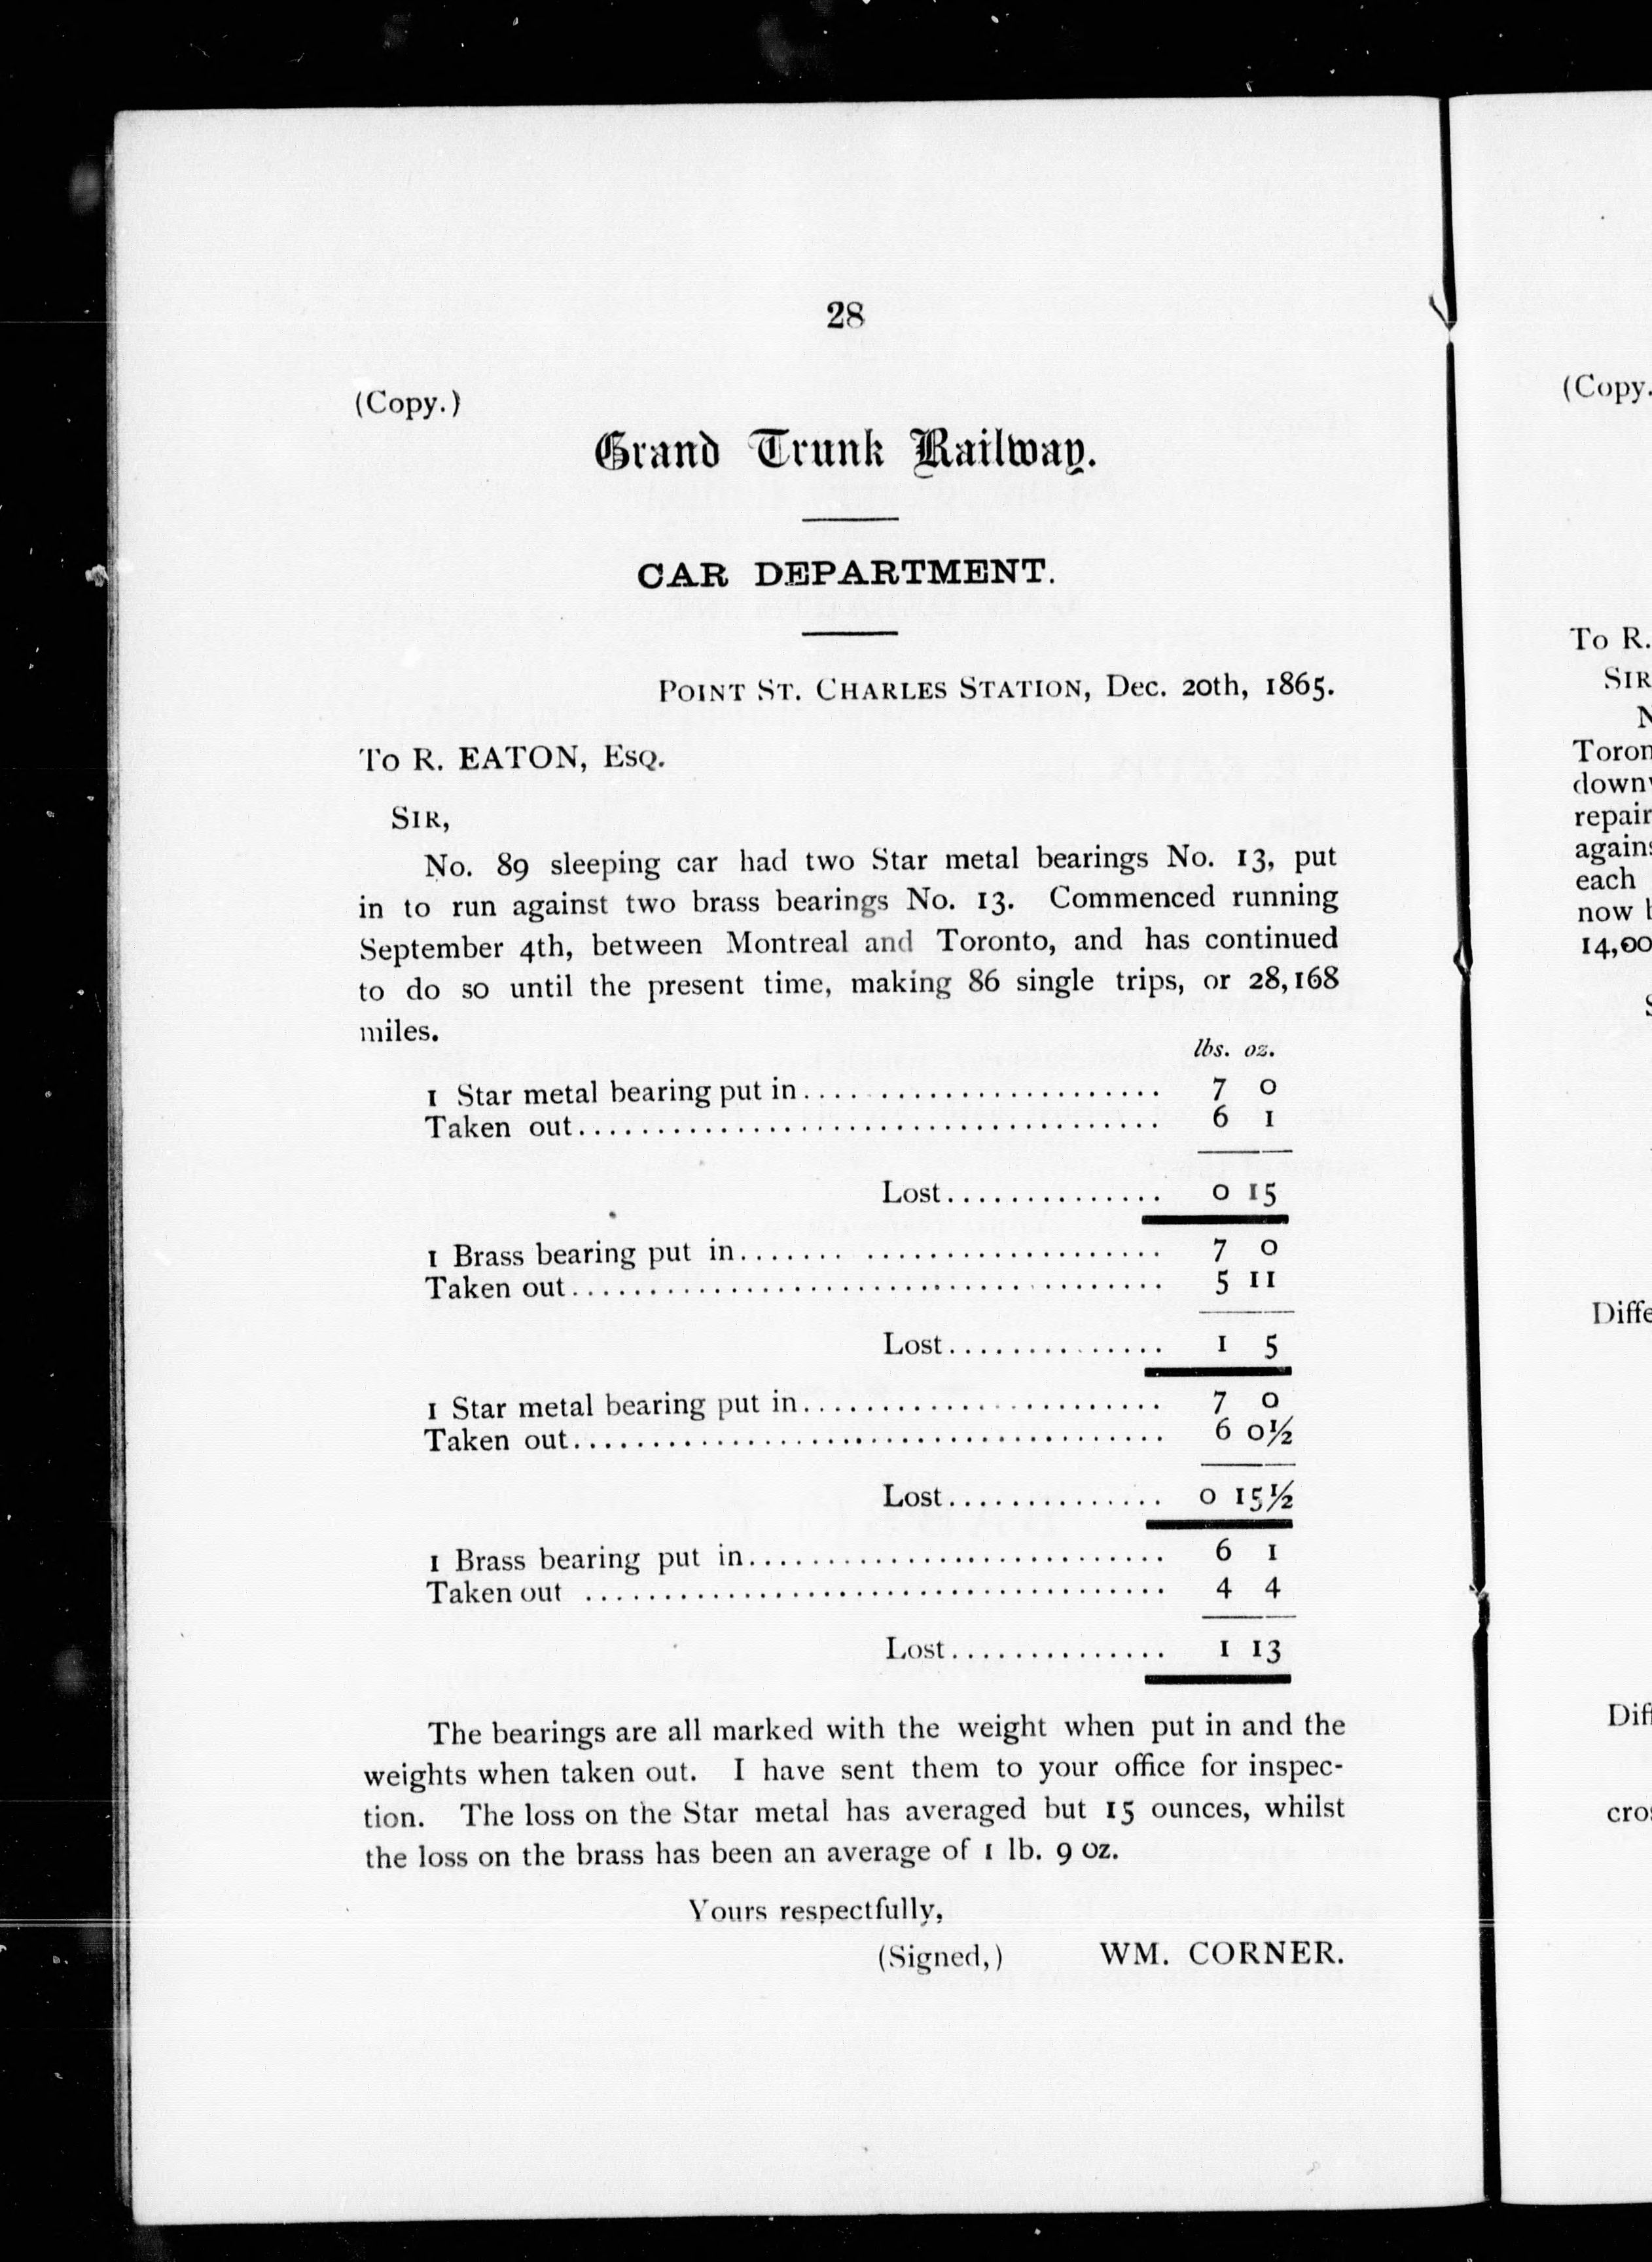 28
(Copy.)
Grand Trunk Railway.
CAR DEPARTMENT.
POINT ST. CHARLES STATION, Dec. 20th, 1865.
To R. EATON, ESQ.
SIR,
No. 89 sleeping car had two Star metal bearings No. 13, put
in to run against two brass bearings No. 13. Commenced running
September 4th, between Montreal and Toronto, and has continued
to do so until the present time, making 86 single trips, or 28,168
miles.
lbs. oz.
1 Star metal bearing put in........................ 7 0
Taken out...................................... 6 1
Lost.............. 0 15
1 Brass bearing put in....... ................... 7 0
Taken out...................................... 5 11
Lost.............. 1 5
1 Star metal bearing put in....................... 7 0
Taken out...................................... 6 0½
Lost.............. 0 15½
1 Brass bearing put in........................... 6 1
Taken out ..................................... 4 4
Lost.............. 1 13
The bearings are all marked with the weight when put in and the
weights when taken out. I have sent them to your office for inspec-
tion. The loss on the Star metal has averaged but 15 ounces, whilst
the loss on the brass has been an average of 1 lb. 9 oz.
Yours respectfully,
(Signed,) WM. CORNER.
(Copy.
To R.
SIR
Toron
down
repair
agains
each
now
14,00
Diffe
Diff
cros